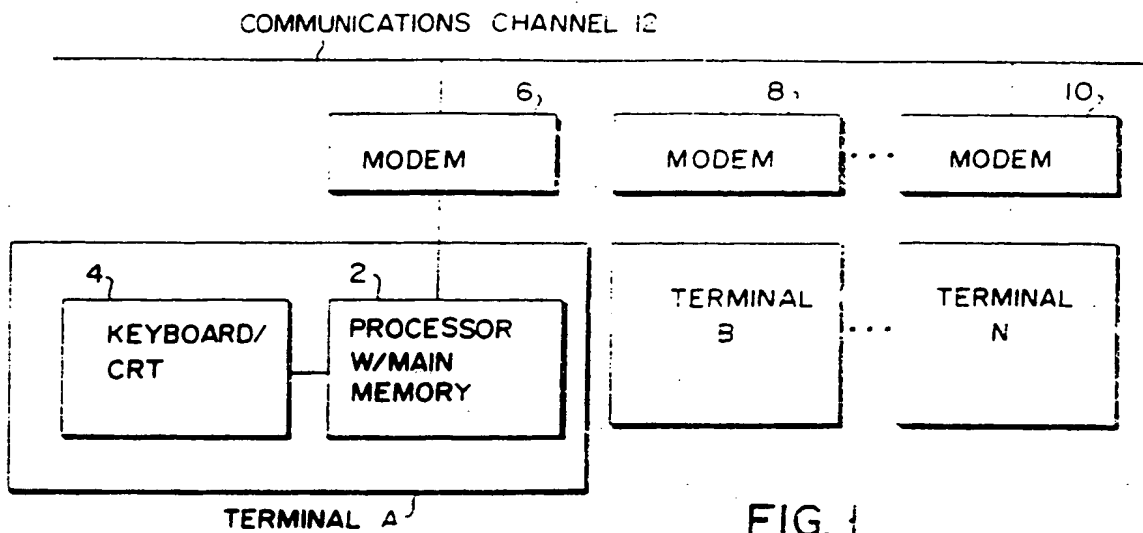 COMMUNICATIONS CHANNEL 12
6
8
10
MODEM
MODEM
MODEM
4
2
KEYBOARD/
CRT
PROCESSOR
W/MAIN
MEMORY
TERMINAL
B
TERMINAL
N
TERMINAL A
FIG. 1